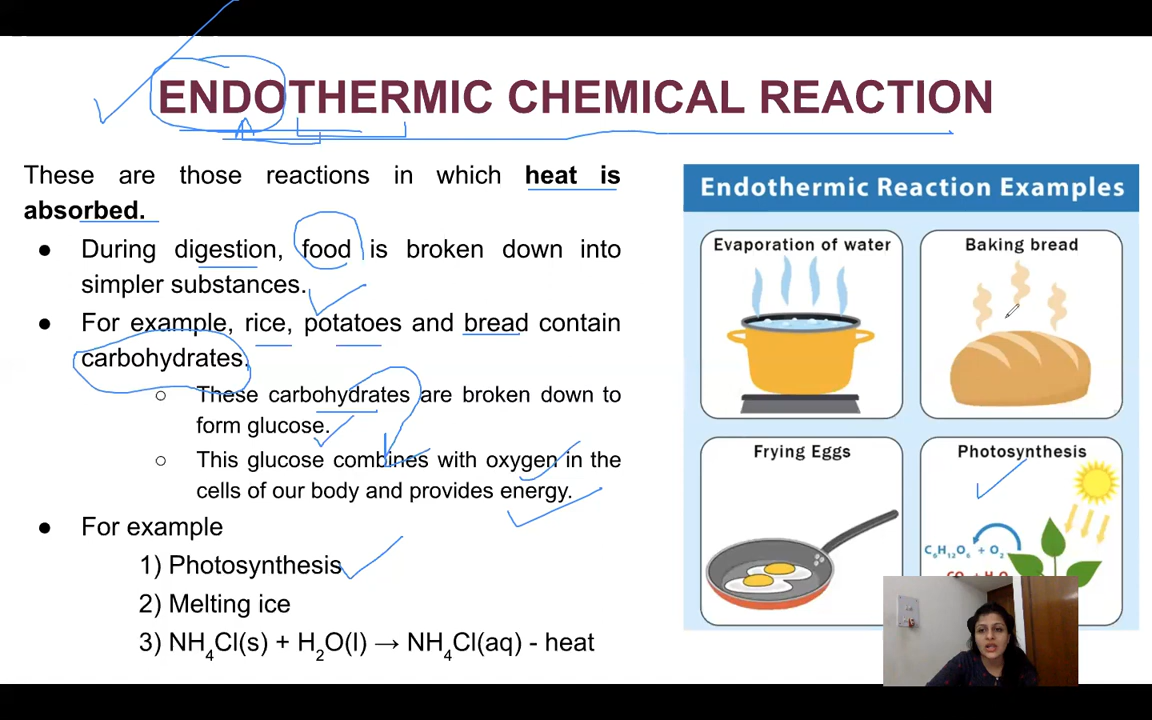 ENDOTHERMIC CHEMICAL REACTION
These are those reactions in which heat is
absorbed.
● During digestion, food is broken down into
simpler substances.
● For example, rice, potatoes and bread contain
carbohydrates.
○ These carbohydrates are broken down to
form glucose.
○ This glucose combines with oxygen in the
cells of our body and provides energy.
● For example
1) Photosynthesis
2) Melting ice
3) NH₄Cl(s) + H₂O(l) → NH₄Cl(aq) - heat
Endothermic Reaction Examples
Evaporation of water
Baking bread
Frying Eggs
Photosynthesis
C₆H₁₂O₆ + O₂